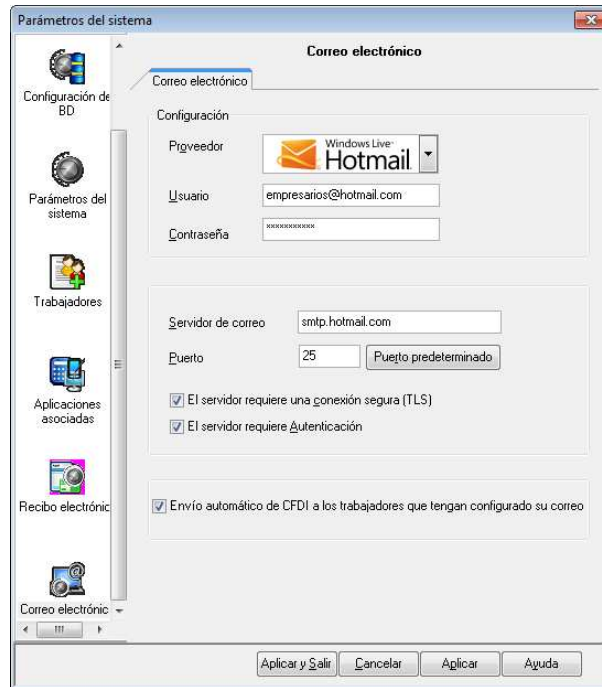 Parámetros del sistema
Configuración de
BD
Parámetros del
sistema
Trabajadores
Aplicaciones
asociadas
Recibo electrónic
Correo electrónic
Correo electrónico
Correo electrónico
Configuración
Proveedor
Windows Live
Hotmail
Usuario
empresarios@hotmail.com
Contraseña
***********
Servidor de correo
smtp.hotmail.com
Puerto
25
Puerto predeterminado
El servidor requiere una conexión segura (TLS)
El servidor requiere Autenticación
Envío automático de CFDI a los trabajadores que tengan configurado su correo
Aplicar y Salir
Cancelar
Aplicar
Ayuda